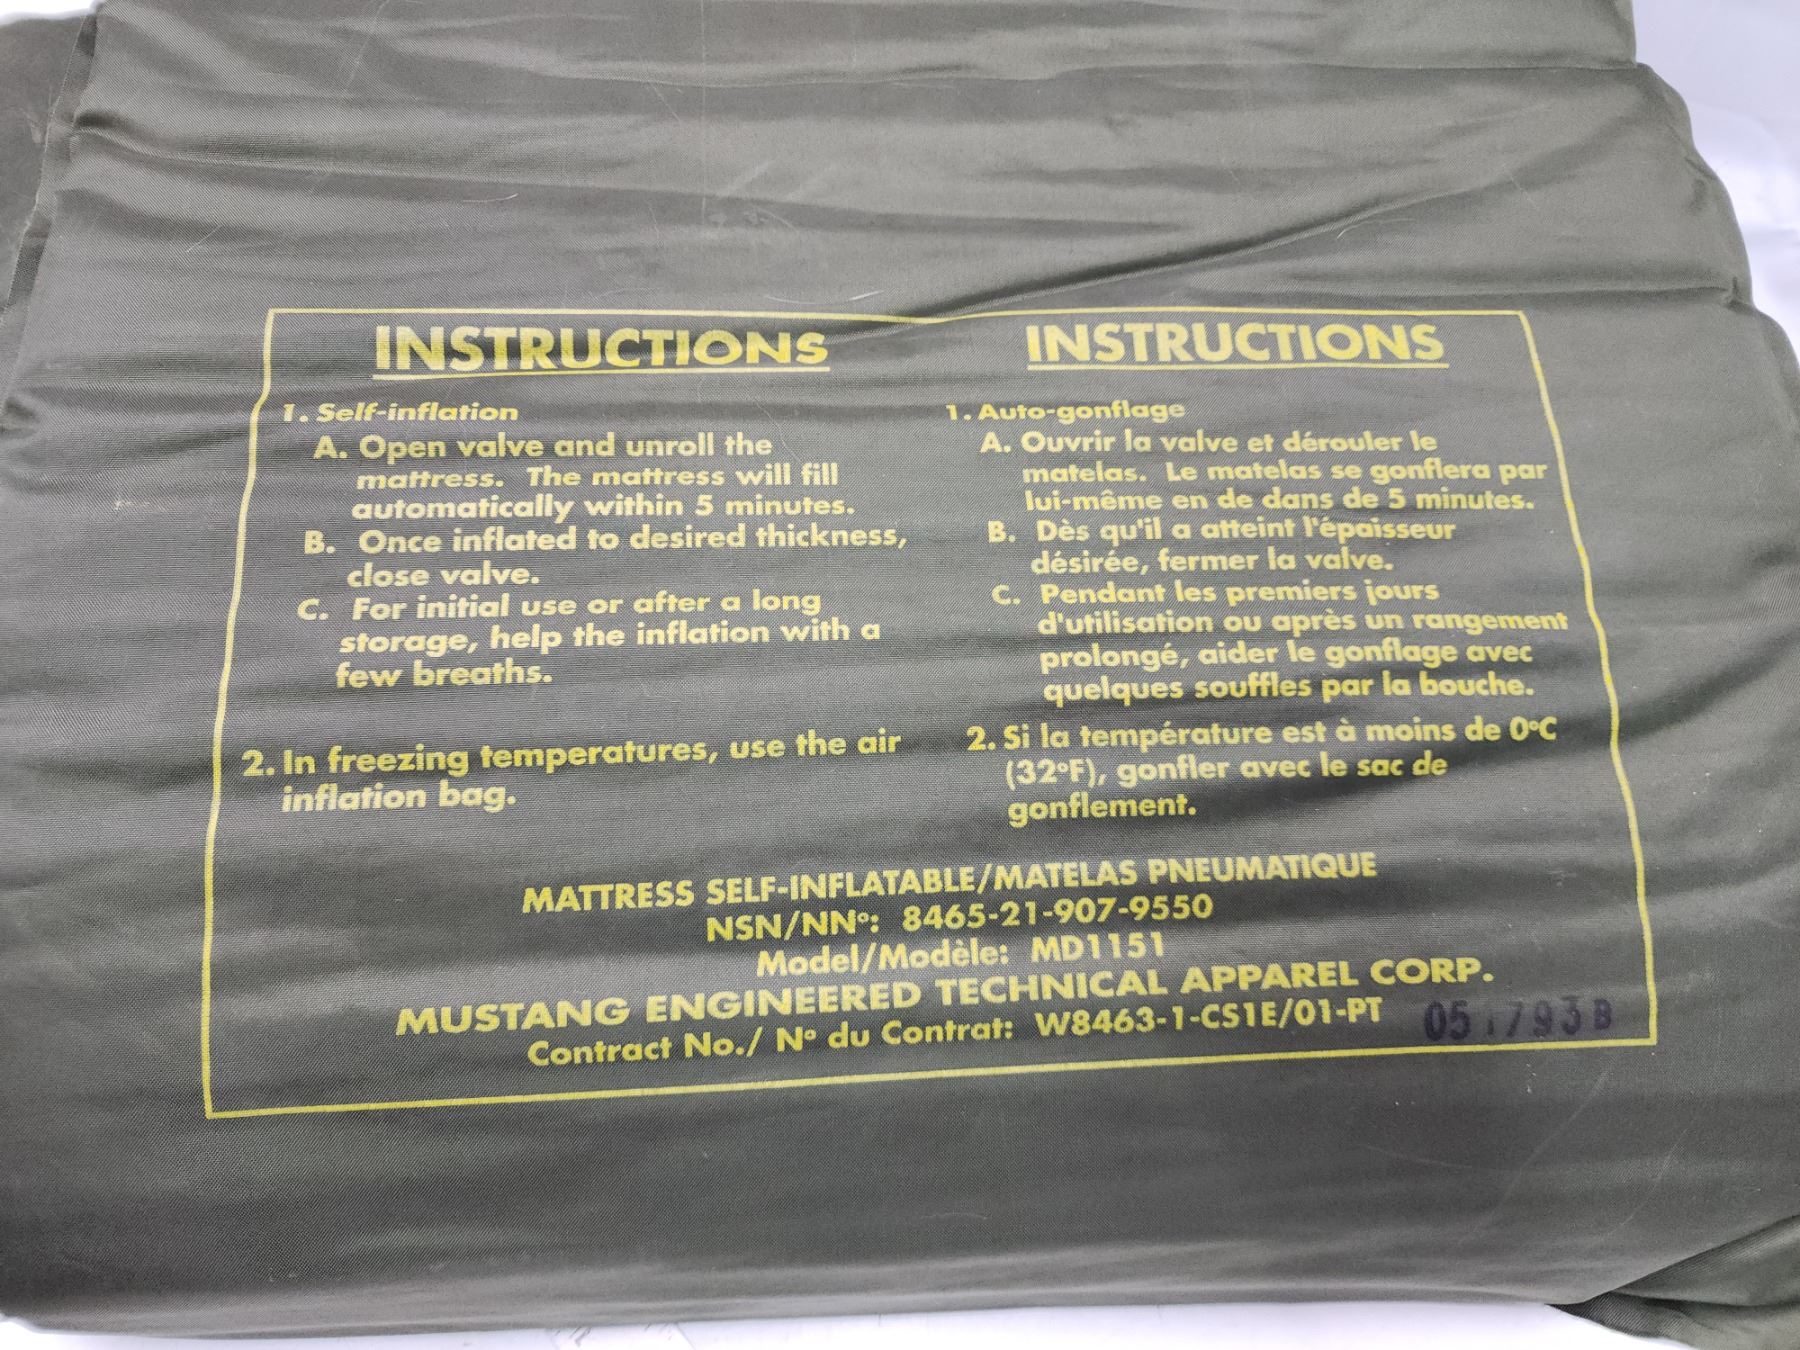 INSTRUCTIONS
1. Self-inflation
A. Open valve and unroll the
mattress. The mattress will fill
automatically within 5 minutes.
B. Once inflated to desired thickness,
close valve.
C. For initial use or after a long
storage, help the inflation with a
few breaths.
2. In freezing temperatures, use the air
inflation bag.
INSTRUCTIONS
1. Auto-gonflage
A. Ouvrir la valve et dérouler le
matelas. Le matelas se gonflera par
lui-même en de dans de 5 minutes.
B. Dès qu'il a atteint l'épaisseur
désirée, fermer la valve.
C. Pendant les premiers jours
d'utilisation ou après un rangement
prolongé, aider le gonflage avec
quelques souffles par la bouche.
2. Si la température est à moins de 0°C
(32°F), gonfler avec le sac de
gonflement.
MATTRESS SELF-INFLATABLE/MATELAS PNEUMATIQUE
NSN/NNº: 8465-21-907-9550
Model/Modèle: MD1151
MUSTANG ENGINEERED TECHNICAL APPAREL CORP.
Contract No./ Nº du Contrat: W8463-1-CS1E/01-PT